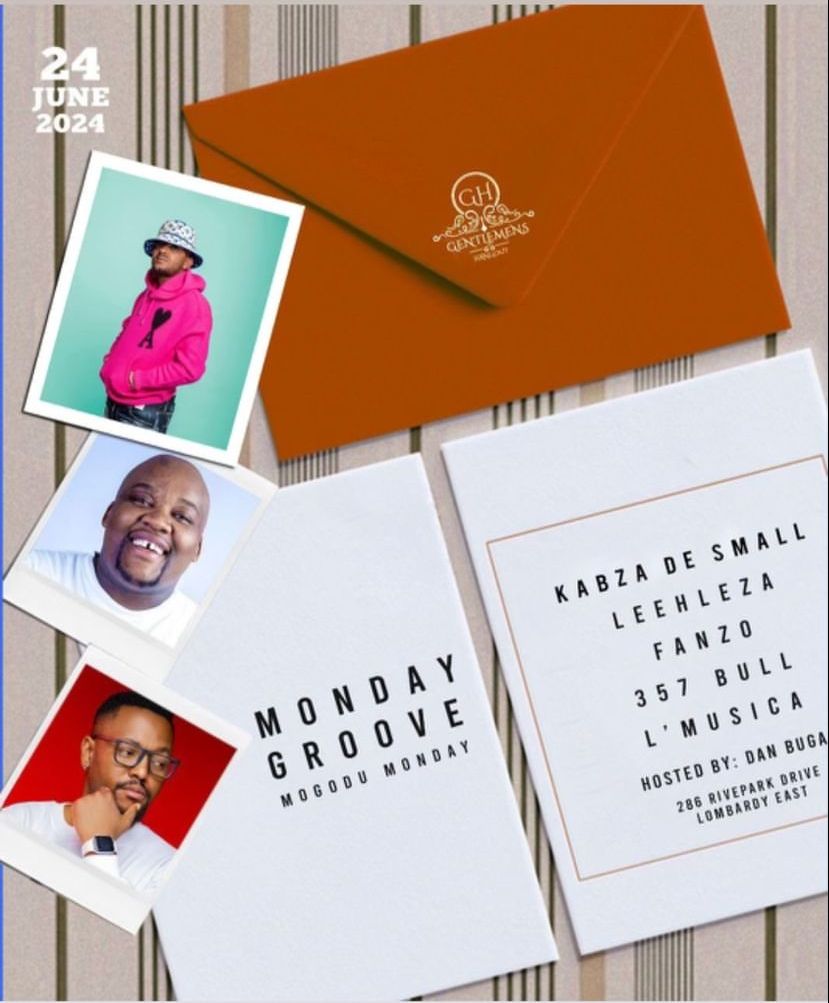 24
JUNE
2024
GH
GENTLEMENS
HANGOUT
A
KABZA DE SMALL
LEEHLEZA
FANZO
357 BULL
L'MUSICA
HOSTED BY: DAN BUGA
286 RIVEPARK DRIVE
LOMBARDY EAST
MONDAY
GROOVE
MOGODU MONDAY